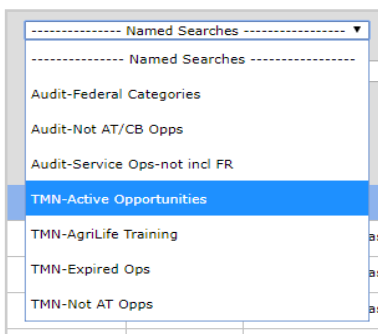 --------------- Named Searches ----------------- ▼
--------------- Named Searches -----------------
Audit-Federal Categories
Audit-Not AT/CB Opps
Audit-Service Ops-not incl FR
TMN-Active Opportunities
TMN-AgriLife Training
TMN-Expired Ops
TMN-Not AT Opps